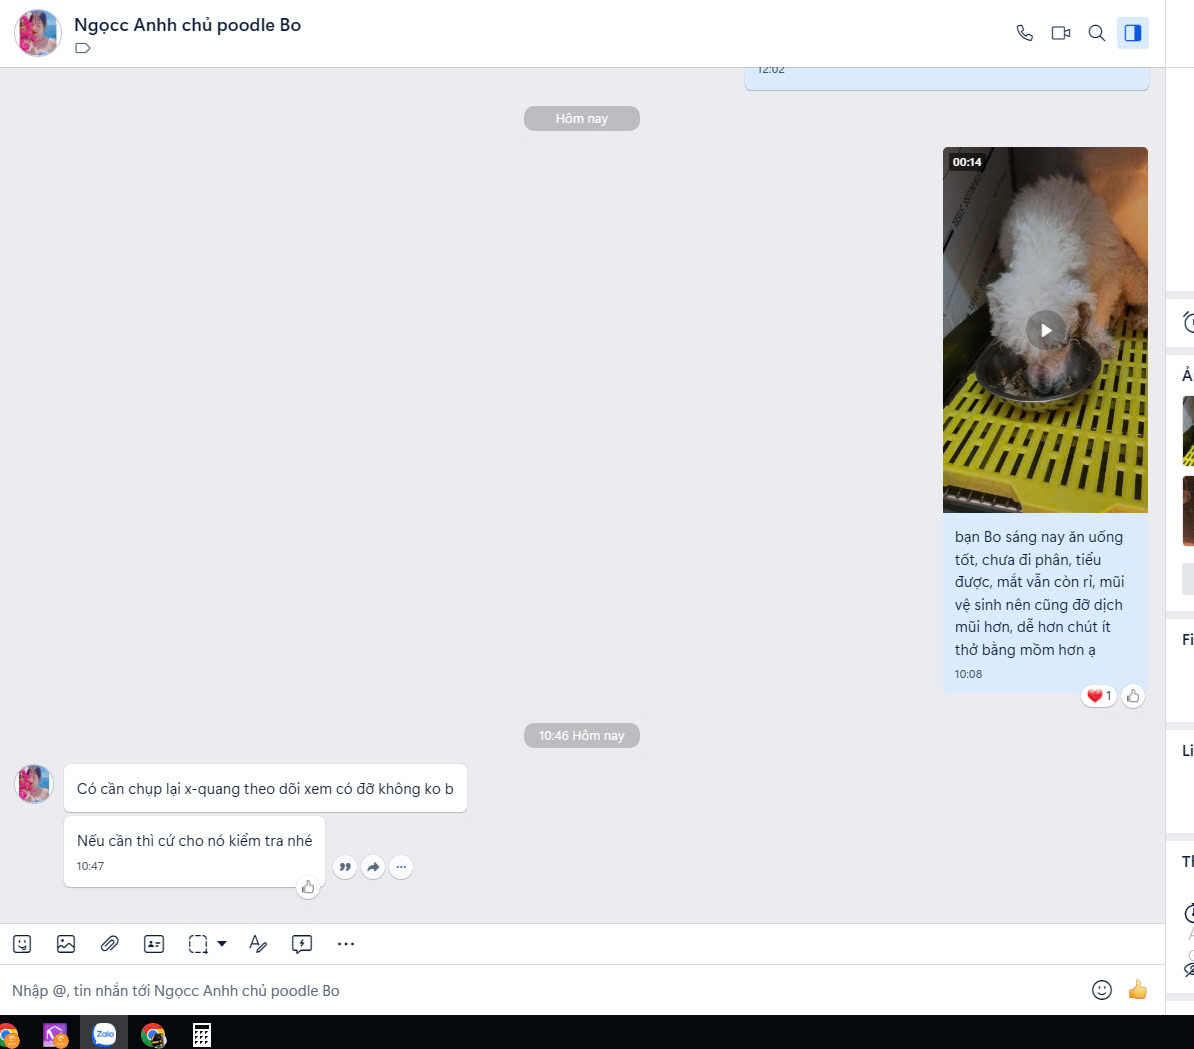 Ngọcc Anhh chủ poodle Bo
12:02
Hôm nay
00:14
bạn Bo sáng nay ăn uống
tốt, chưa đi phân, tiểu
được, mắt vẫn còn rỉ, mũi
vệ sinh nên cũng đỡ dịch
mũi hơn, dễ hơn chút ít
thở bằng mồm hơn ạ
10:08
1
10:46 Hôm nay
Có cần chụp lại x-quang theo dõi xem có đỡ không ko b
Nếu cần thì cứ cho nó kiểm tra nhé
10:47
Nhập @, tin nhắn tới Ngọcc Anhh chủ poodle Bo
Zalo